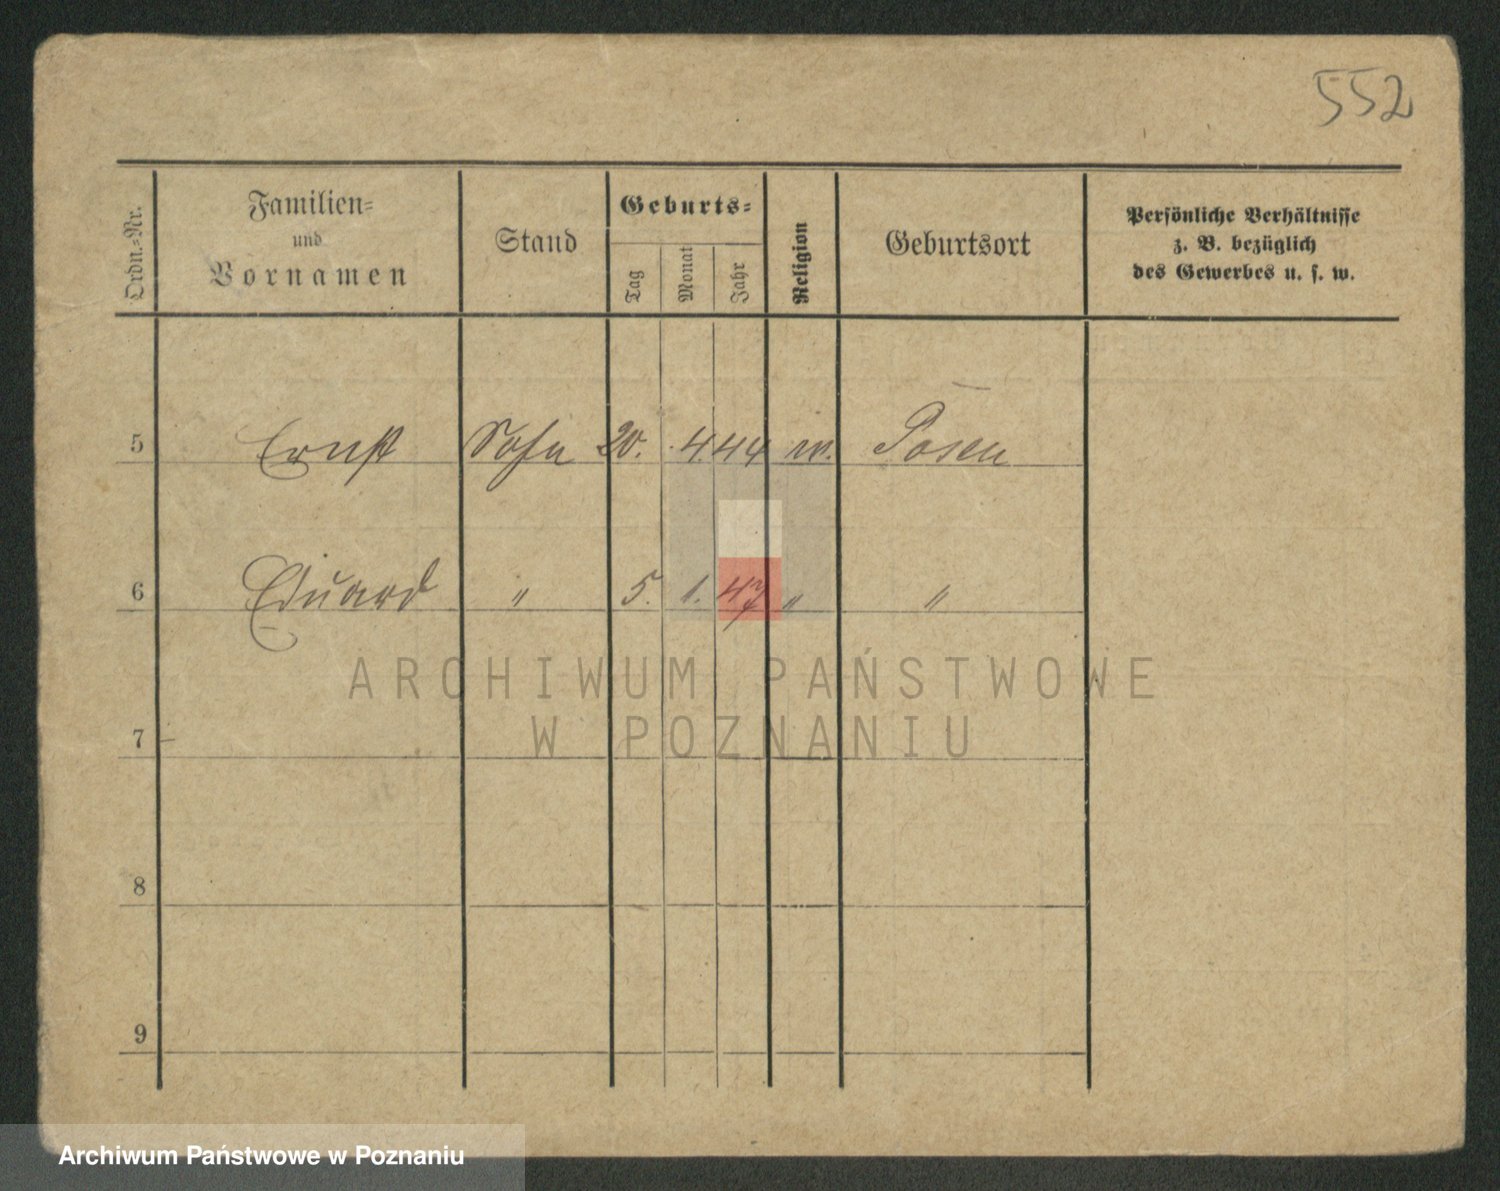 552
Ordn.=Nr.
Familien=
und
Vornamen
Stand
Geburts=
Tag
Monat
Jahr
Religion
Geburtsort
Persönliche Verhältnisse
z. B. bezüglich
des Gewerbes u. s. w.
5 Ernst Sohn 20. 4. 44 Posen
6 Eduard " 5. 1. 47 " "
7
8
9
ARCHIWUM PAŃSTWOWE
W POZNANIU
Archiwum Państwowe w Poznaniu